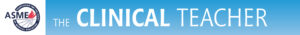 ASME
THE CLINICAL TEACHER